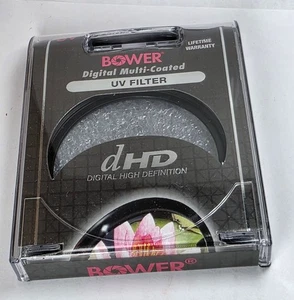 BOWER
LIFETIME
WARRANTY
Digital Multi-Coated
UV FILTER
dHD
DIGITAL HIGH DEFINITION
BOWER®